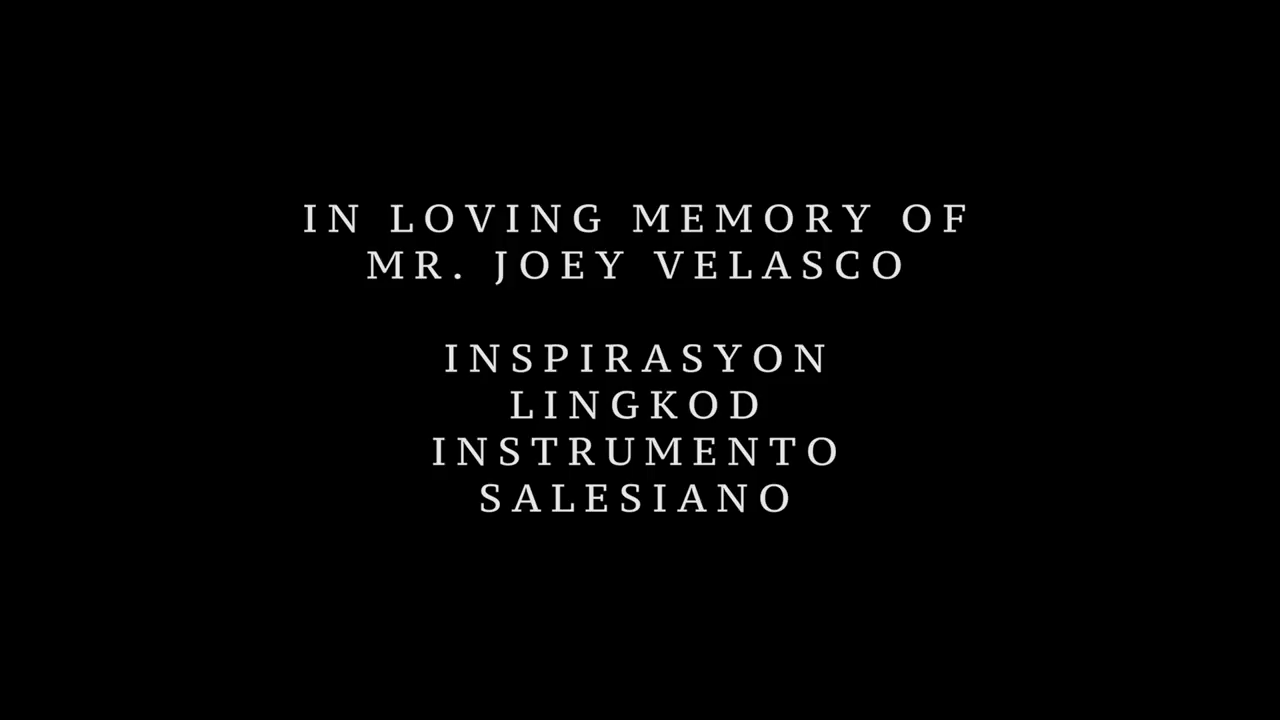 IN LOVING MEMORY OF
MR. JOEY VELASCO
INSPIRASYON
LINGKOD
INSTRUMENTO
SALESIANO